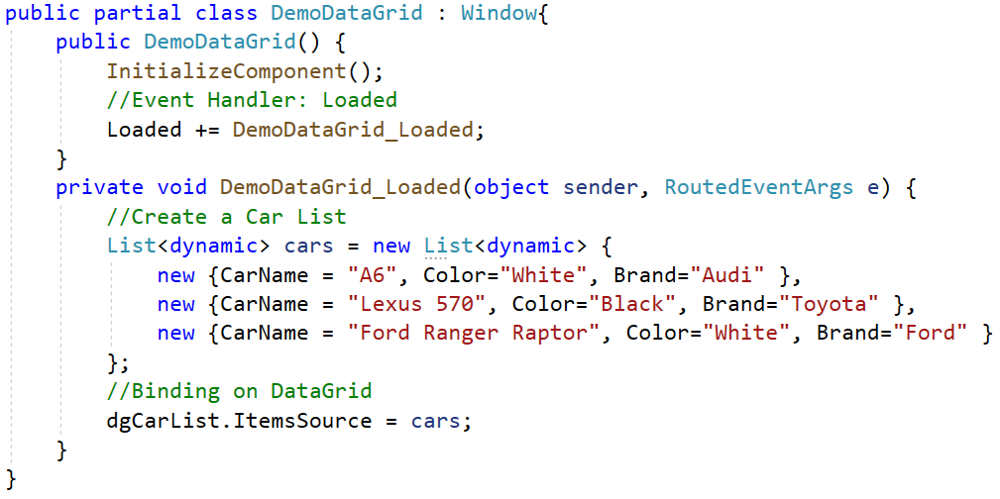 public partial class DemoDataGrid : Window{
    public DemoDataGrid() {
        InitializeComponent();
        //Event Handler: Loaded
        Loaded += DemoDataGrid_Loaded;
    }
    private void DemoDataGrid_Loaded(object sender, RoutedEventArgs e) {
        //Create a Car List
        List<dynamic> cars = new List<dynamic> {
            new {CarName = "A6", Color="White", Brand="Audi" },
            new {CarName = "Lexus 570", Color="Black", Brand="Toyota" },
            new {CarName = "Ford Ranger Raptor", Color="White", Brand="Ford" }
        };
        //Binding on DataGrid
        dgCarList.ItemsSource = cars;
    }
}